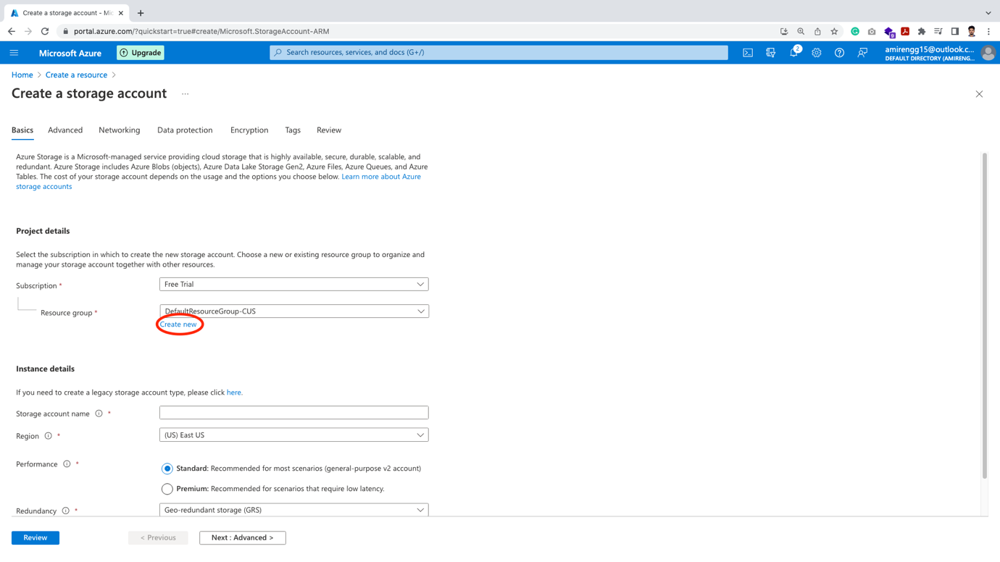 Create a storage account - Mic
portal.azure.com/?quickstart=true#create/Microsoft.StorageAccount-ARM
9
Microsoft Azure
Upgrade
Search resources, services, and docs (G+/)
2
amirengg15@outlook.c...
DEFAULT DIRECTORY (AMIRENG...
Home > Create a resource >
Create a storage account ...
Basics Advanced Networking Data protection Encryption Tags Review
Azure Storage is a Microsoft-managed service providing cloud storage that is highly available, secure, durable, scalable, and
redundant. Azure Storage includes Azure Blobs (objects), Azure Data Lake Storage Gen2, Azure Files, Azure Queues, and Azure
Tables. The cost of your storage account depends on the usage and the options you choose below. Learn more about Azure
storage accounts
Project details
Select the subscription in which to create the new storage account. Choose a new or existing resource group to organize and
manage your storage account together with other resources.
Subscription * Free Trial
Resource group * DefaultResourceGroup-CUS
Create new
Instance details
If you need to create a legacy storage account type, please click here.
Storage account name *
Region * (US) East US
Performance *
Standard: Recommended for most scenarios (general-purpose v2 account)
Premium: Recommended for scenarios that require low latency.
Redundancy * Geo-redundant storage (GRS)
Review < Previous Next : Advanced >